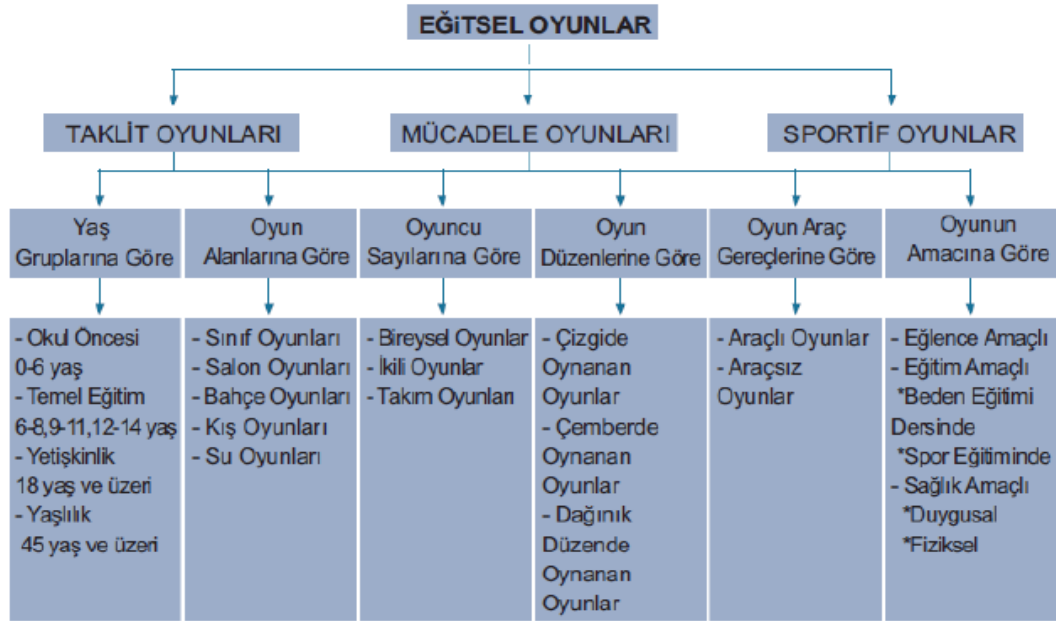 EĞİTSEL OYUNLAR
TAKLİT OYUNLARI
MÜCADELE OYUNLARI
SPORTİF OYUNLAR
Yaş
Gruplarına Göre
Oyun
Alanlarına Göre
Oyuncu
Sayılarına Göre
Oyun
Düzenlerine Göre
Oyun Araç
Gereçlerine Göre
Oyunun
Amacına Göre
- Okul Öncesi
0-6 yaş
- Temel Eğitim
6-8,9-11,12-14 yaş
- Yetişkinlik
18 yaş ve üzeri
- Yaşlılık
45 yaş ve üzeri
- Sınıf Oyunları
- Salon Oyunları
- Bahçe Oyunları
- Kış Oyunları
- Su Oyunları
- Bireysel Oyunlar
- İkili Oyunlar
- Takım Oyunları
- Çizgide
Oynanan
Oyunlar
- Çemberde
Oynanan
Oyunlar
- Dağınık
Düzende
Oynanan
Oyunlar
- Araçlı Oyunlar
- Araçsız
Oyunlar
- Eğlence Amaçlı
- Eğitim Amaçlı
*Beden Eğitimi
Dersinde
*Spor Eğitiminde
- Sağlık Amaçlı
*Duygusal
*Fiziksel